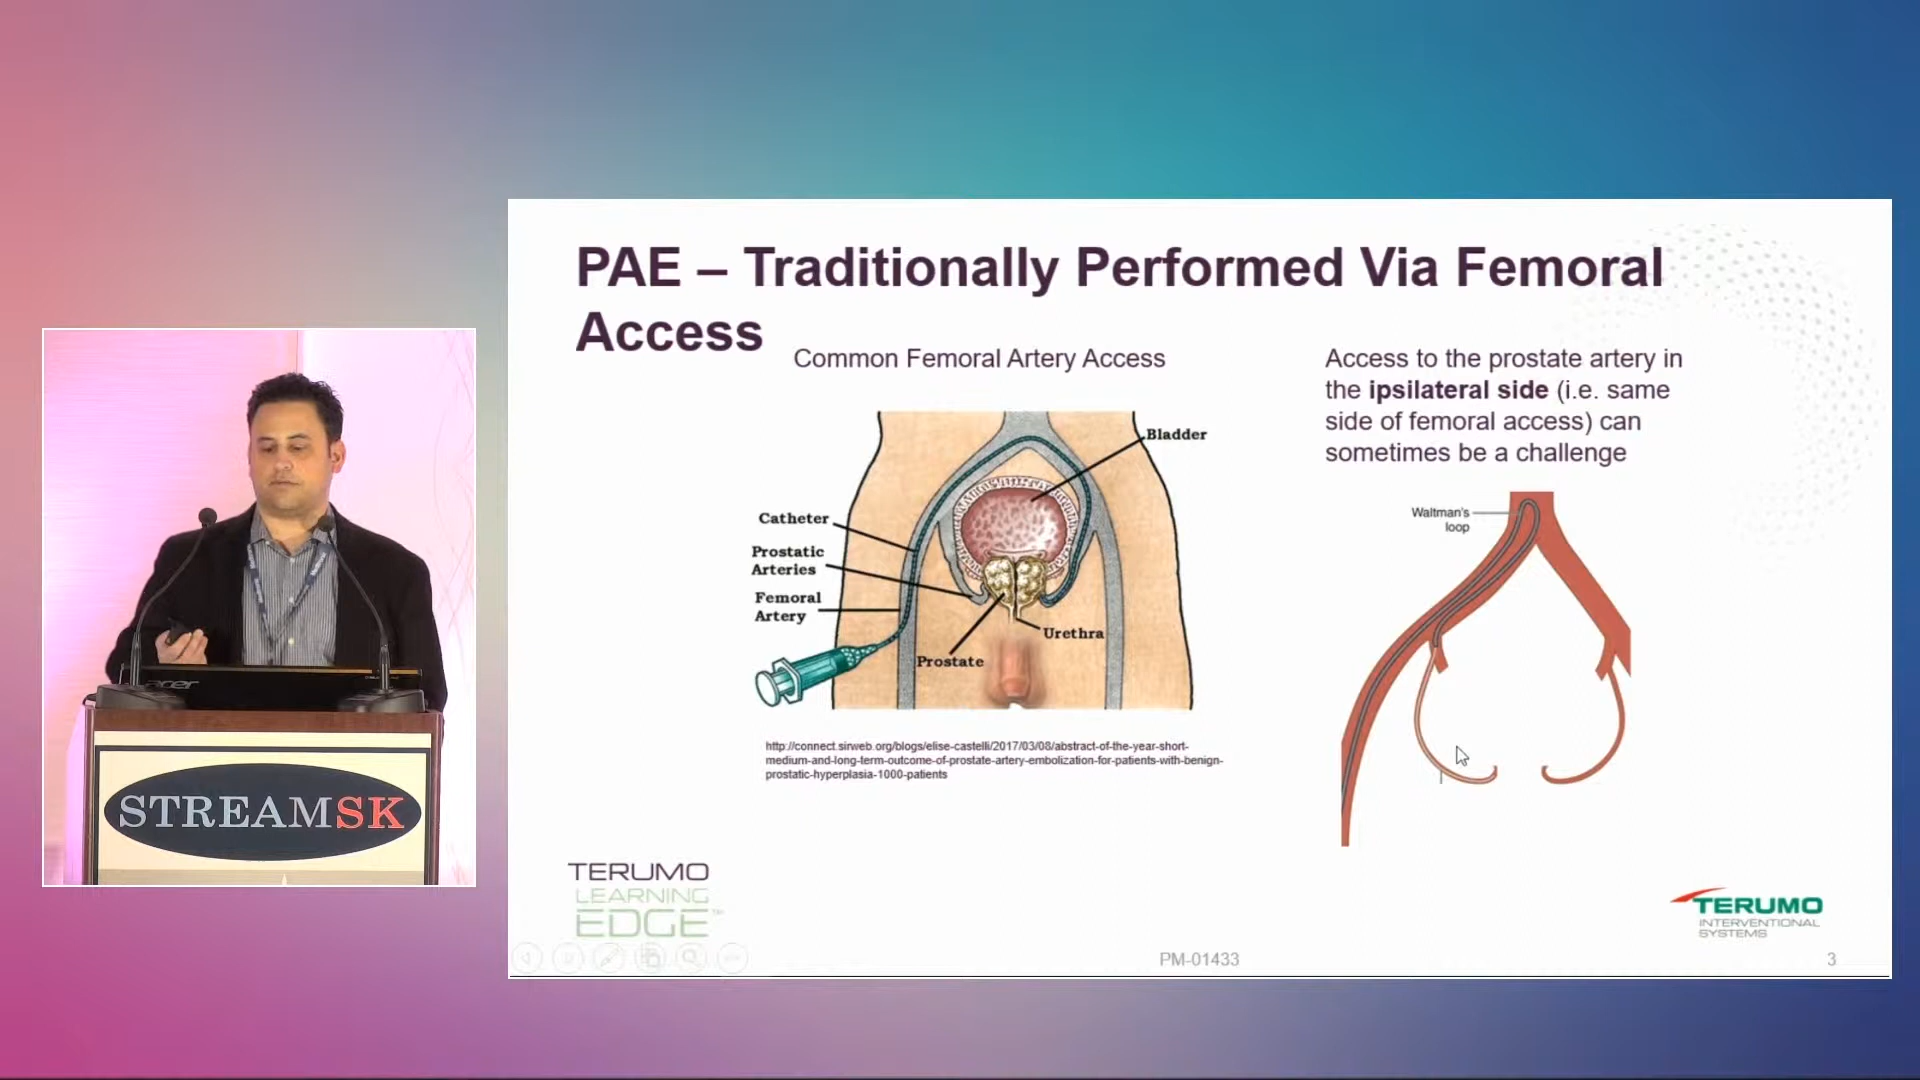 PAE – Traditionally Performed Via Femoral
Access
Common Femoral Artery Access
Bladder
Catheter
Prostatic
Arteries
Femoral
Artery
Urethra
Prostate
http://connect.sirweb.org/blogs/elise-castelli/2017/03/08/abstract-of-the-year-short-
medium-and-long-term-outcome-of-prostate-artery-embolization-for-patients-with-benign-
prostatic-hyperplasia-1000-patients
Access to the prostate artery in
the ipsilateral side (i.e. same
side of femoral access) can
sometimes be a challenge
Waltman's
loop
acer
STREAMSK
TERUMO
LEARNING
EDGE™
TERUMO
INTERVENTIONAL
SYSTEMS
PM-01433
3